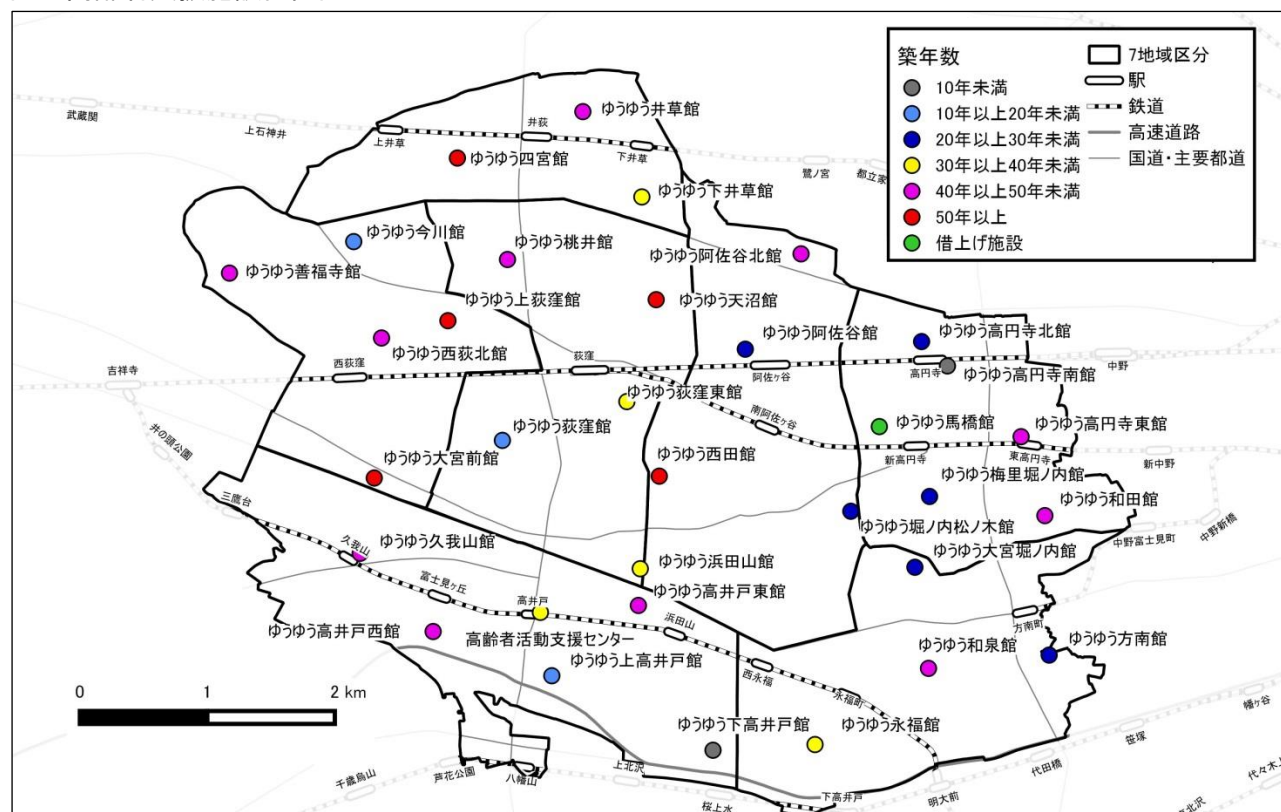 築年数
10年未満
10年以上20年未満
20年以上30年未満
30年以上40年未満
40年以上50年未満
50年以上
借上げ施設
7地域区分
駅
鉄道
高速道路
国道・主要都道
武蔵関
上石神井
上井草
井荻
下井草
鷺ノ宮
都立家
ゆうゆう井草館
ゆうゆう四宮館
ゆうゆう下井草館
ゆうゆう今川館
ゆうゆう桃井館
ゆうゆう阿佐谷北館
ゆうゆう善福寺館
ゆうゆう上荻窪館
ゆうゆう天沼館
ゆうゆう西荻北館
ゆうゆう阿佐谷館
ゆうゆう高円寺北館
吉祥寺
西荻窪
荻窪
阿佐ヶ谷
高円寺
中野
ゆうゆう高円寺南館
ゆうゆう荻窪東館
南阿佐ヶ谷
ゆうゆう馬橋館
ゆうゆう高円寺東館
井の頭公園
ゆうゆう荻窪館
新高円寺
東高円寺
新中野
ゆうゆう大宮前館
ゆうゆう西田館
ゆうゆう梅里堀ノ内館
ゆうゆう和田館
三鷹台
ゆうゆう堀ノ内松ノ木館
中野富士見町
中野新橋
久我山
ゆうゆう久我山館
ゆうゆう浜田山館
ゆうゆう大宮堀ノ内館
富士見ヶ丘
高井戸
ゆうゆう高井戸東館
浜田山
方南町
ゆうゆう高井戸西館
高齢者活動支援センター
ゆうゆう上高井戸館
西永福
ゆうゆう和泉館
ゆうゆう方南館
永福町
0 1 2 km
ゆうゆう下高井戸館
ゆうゆう永福館
千歳烏山
芦花公園
八幡山
上北沢
桜上水
下高井戸
明大前
代田橋
笹塚
幡ヶ谷
代々木上
北沢